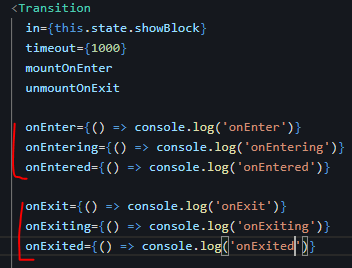 <Transition
in={this.state.showBlock}
timeout={1000}
mountOnEnter
unmountOnExit
onEnter={() => console.log('onEnter')}
onEntering={() => console.log('onEntering')}
onEntered={() => console.log('onEntered')}
onExit={() => console.log('onExit')}
onExiting={() => console.log('onExiting')}
onExited={() => console.log('onExited')}